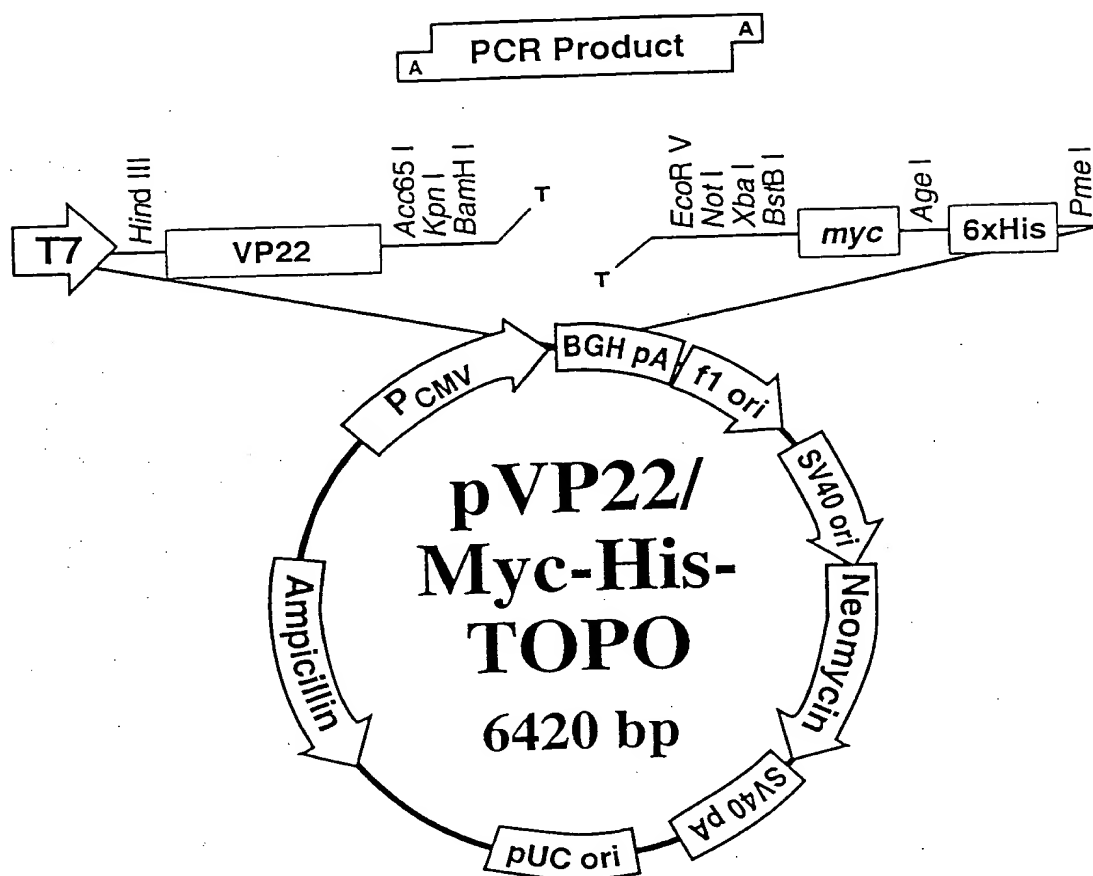 A PCR Product A
Hind III
Acc65 I
Kpn I
BamH I
T
EcoR V
Not I
Xba I
BstB I
Age I
Pme I
T7
VP22
T
myc
6xHis
PCMV
BGH pA
f1 ori
SV40 ori
Neomycin
SV40 pA
pUC ori
Ampicillin
pVP22/
Myc-His-
TOPO
6420 bp